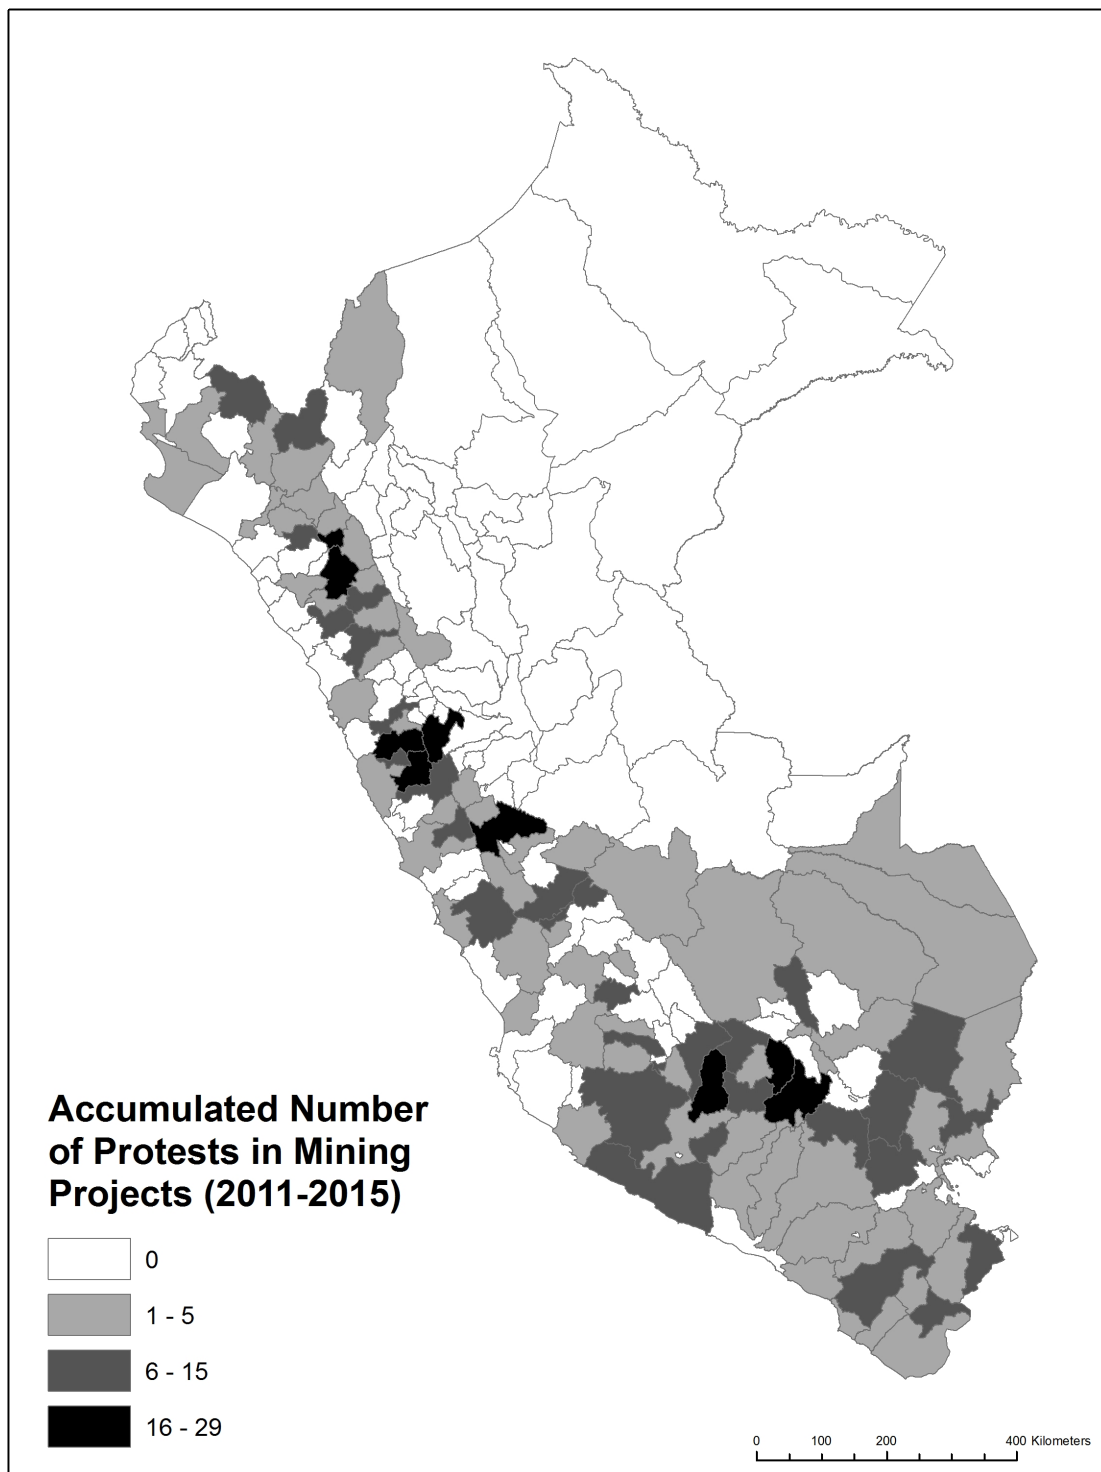 Accumulated Number
of Protests in Mining
Projects (2011-2015)
0
1 - 5
6 - 15
16 - 29
0 100 200 400 Kilometers